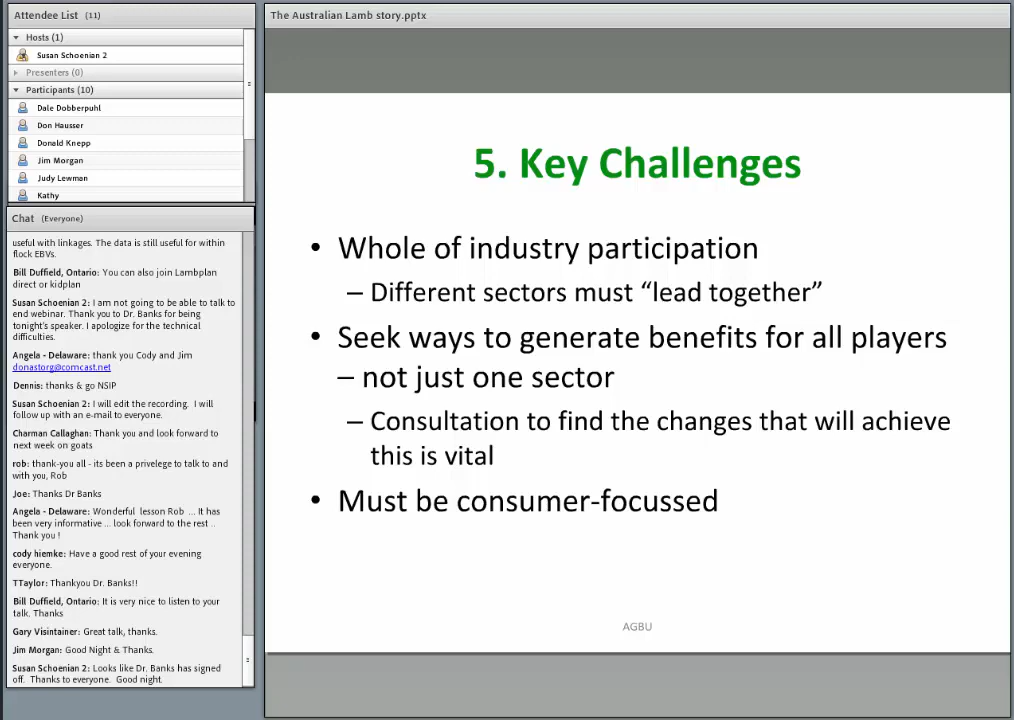 Attendee List (11)
Hosts (1)
Susan Schoenian 2
Presenters (0)
Participants (10)
Dale Dobberpuhl
Don Hausser
Donald Knepp
Jim Morgan
Judy Lewman
Kathy
Chat (Everyone)
useful with linkages. The data is still useful for within
flock EBVs.
Bill Duffield, Ontario: You can also join Lambplan
direct or kidplan
Susan Schoenian 2: I am not going to be able to talk to
end webinar. Thank you to Dr. Banks for being
tonight's speaker. I apologize for the technical
difficulties.
Angela - Delaware: thank you Cody and Jim
donastorg@comcast.net
Dennis: thanks & go NSIP
Susan Schoenian 2: I will edit the recording. I will
follow up with an e-mail to everyone.
Charman Callaghan: Thank you and look forward to
next week on goats
rob: thank-you all - its been a privelege to talk to and
with you, Rob
Joe: Thanks Dr Banks
Angela - Delaware: Wonderful lesson Rob ... It has
been very informative ... look forward to the rest ..
Thank you !
cody hiemke: Have a good rest of your evening
everyone.
TTaylor: Thankyou Dr. Banks!!
Bill Duffield, Ontario: It is very nice to listen to your
talk. Thanks
Gary Visintainer: Great talk, thanks.
Jim Morgan: Good Night & Thanks.
Susan Schoenian 2: Looks like Dr. Banks has signed
off. Thanks to everyone. Good night.
The Australian Lamb story.pptx
5. Key Challenges
• Whole of industry participation
– Different sectors must “lead together”
• Seek ways to generate benefits for all players
– not just one sector
– Consultation to find the changes that will achieve
this is vital
• Must be consumer-focussed
AGBU